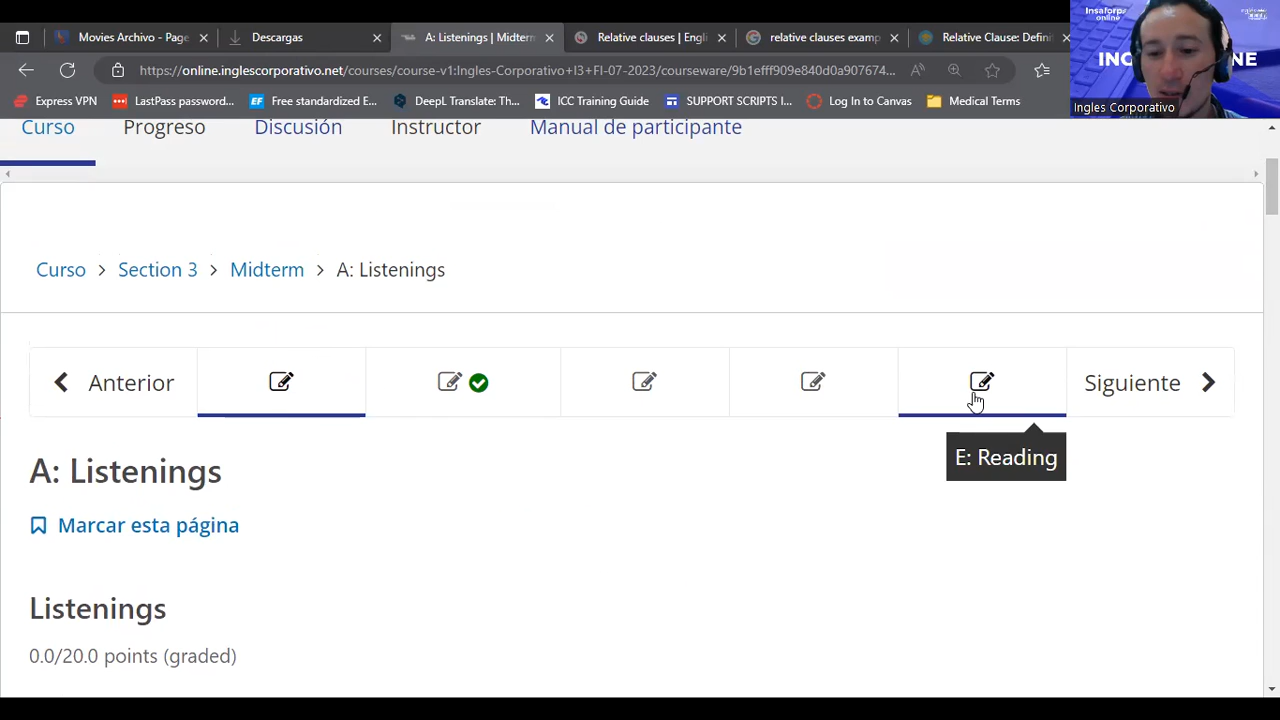 Movies Archivo - Page
Descargas
A: Listenings | Midterm
Relative clauses | Engli
relative clauses examp
Relative Clause: Defini
https://online.inglescorporativo.net/courses/course-v1:Ingles-Corporativo+I3+FI-07-2023/courseware/9b1efff909e840d0a907674...
Express VPN
LastPass password...
Free standardized E...
DeepL Translate: Th...
ICC Training Guide
SUPPORT SCRIPTS I...
Log In to Canvas
Medical Terms
Insaforp
online
Ingles Corporativo
Curso
Progreso
Discusión
Instructor
Manual de participante
Curso > Section 3 > Midterm > A: Listenings
Anterior
Siguiente
E: Reading
A: Listenings
Marcar esta página
Listenings
0.0/20.0 points (graded)